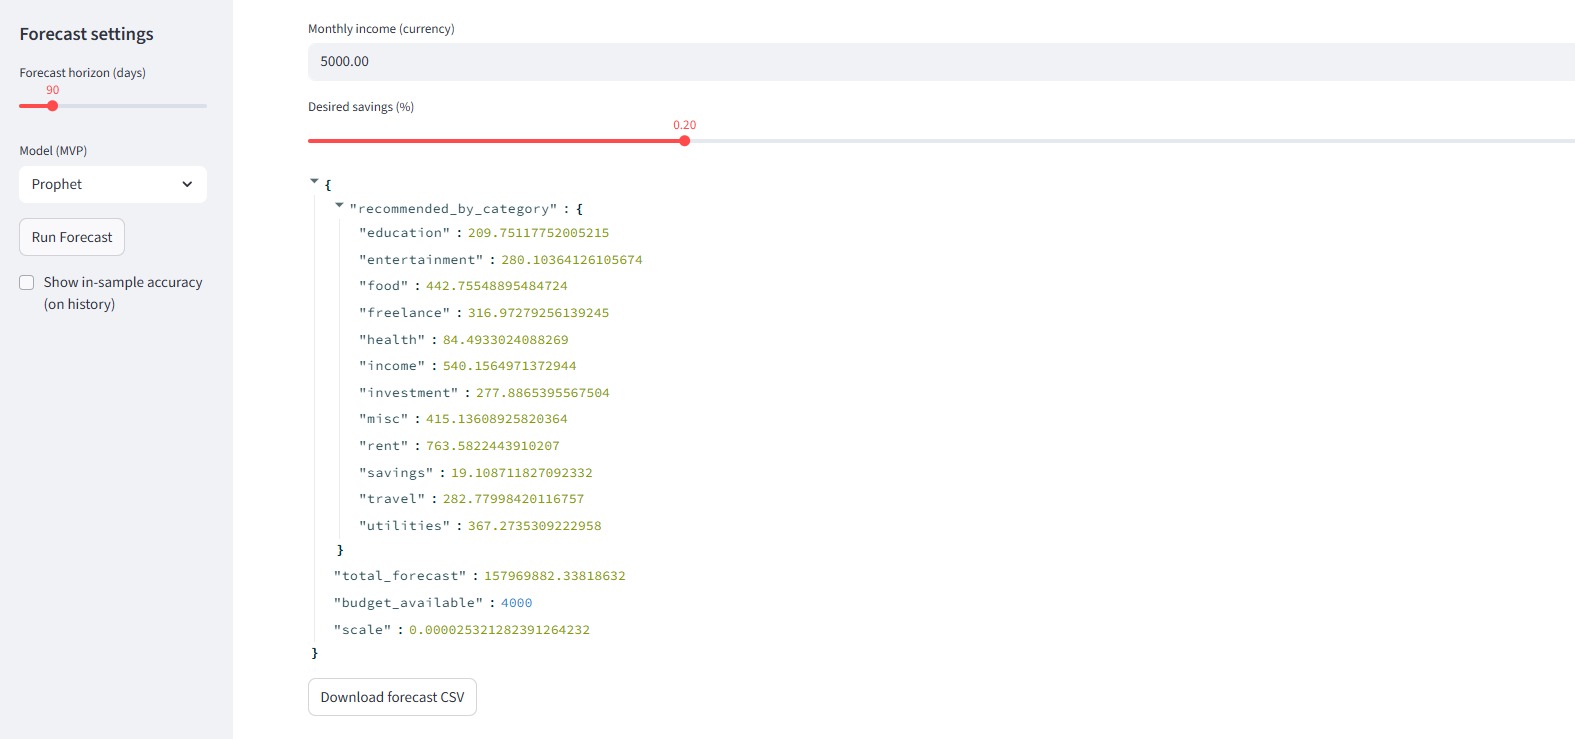 Forecast settings
Forecast horizon (days)
90
Model (MVP)
Prophet
Run Forecast
Show in-sample accuracy
(on history)
Monthly income (currency)
5000.00
Desired savings (%)
0.20
{
"recommended_by_category" : {
"education" : 209.75117752005215
"entertainment" : 280.10364126105674
"food" : 442.75548895484724
"freelance" : 316.97279256139245
"health" : 84.4933024088269
"income" : 540.1564971372944
"investment" : 277.8865395567504
"misc" : 415.13608925820364
"rent" : 763.5822443910207
"savings" : 19.108711827092332
"travel" : 282.77998420116757
"utilities" : 367.2735309222958
}
"total_forecast" : 157969882.33818632
"budget_available" : 4000
"scale" : 0.000025321282391264232
}
Download forecast CSV